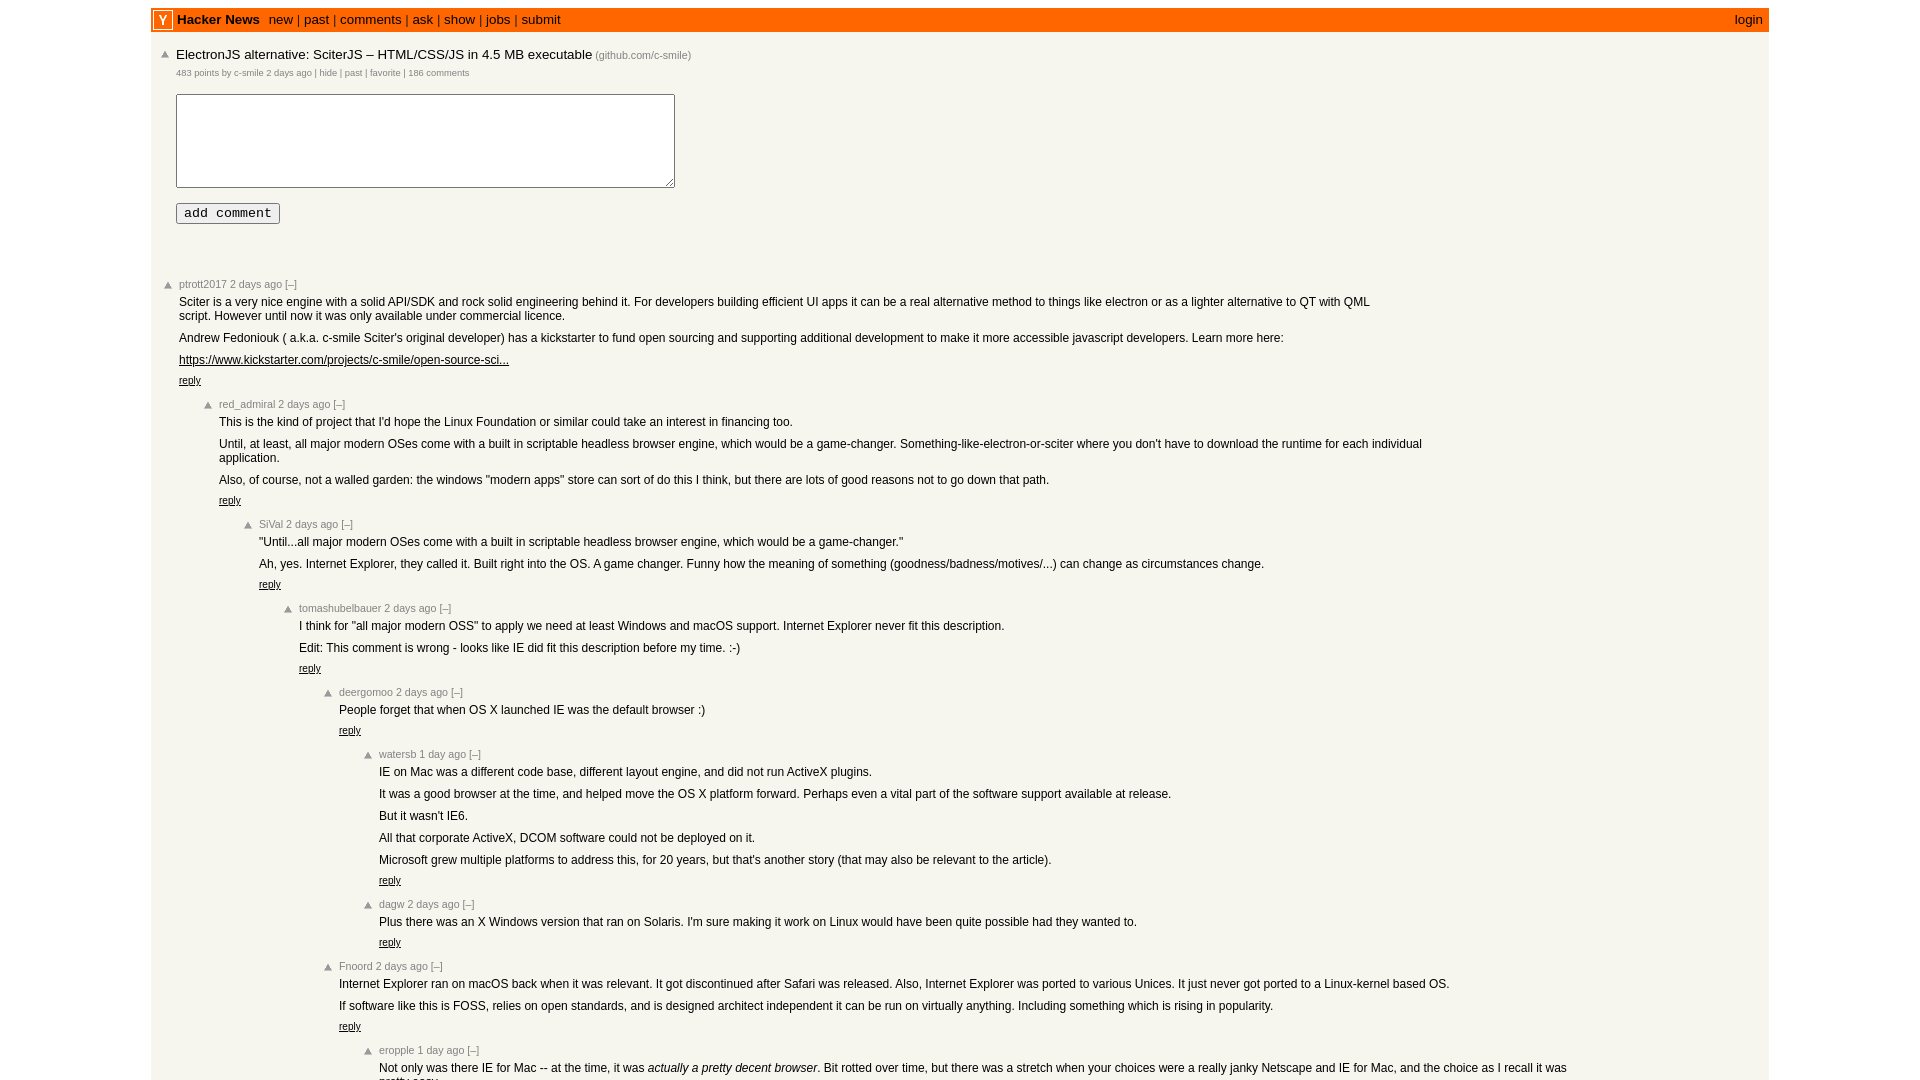 Y Hacker News new | past | comments | ask | show | jobs | submit login
ElectronJS alternative: SciterJS – HTML/CSS/JS in 4.5 MB executable (github.com/c-smile)
483 points by c-smile 2 days ago | hide | past | favorite | 186 comments
add comment
ptrott2017 2 days ago [–]
Sciter is a very nice engine with a solid API/SDK and rock solid engineering behind it. For developers building efficient UI apps it can be a real alternative method to things like electron or as a lighter alternative to QT with QML
script. However until now it was only available under commercial licence.
Andrew Fedoniouk ( a.k.a. c-smile Sciter's original developer) has a kickstarter to fund open sourcing and supporting additional development to make it more accessible javascript developers. Learn more here:
https://www.kickstarter.com/projects/c-smile/open-source-sci...
reply
red_admiral 2 days ago [–]
This is the kind of project that I'd hope the Linux Foundation or similar could take an interest in financing too.
Until, at least, all major modern OSes come with a built in scriptable headless browser engine, which would be a game-changer. Something-like-electron-or-sciter where you don't have to download the runtime for each individual
application.
Also, of course, not a walled garden: the windows "modern apps" store can sort of do this I think, but there are lots of good reasons not to go down that path.
reply
SiVal 2 days ago [–]
"Until...all major modern OSes come with a built in scriptable headless browser engine, which would be a game-changer."
Ah, yes. Internet Explorer, they called it. Built right into the OS. A game changer. Funny how the meaning of something (goodness/badness/motives/...) can change as circumstances change.
reply
tomashubelbauer 2 days ago [–]
I think for "all major modern OSS" to apply we need at least Windows and macOS support. Internet Explorer never fit this description.
Edit: This comment is wrong - looks like IE did fit this description before my time. :-)
reply
deergomoo 2 days ago [–]
People forget that when OS X launched IE was the default browser :)
reply
watersb 1 day ago [–]
IE on Mac was a different code base, different layout engine, and did not run ActiveX plugins.
It was a good browser at the time, and helped move the OS X platform forward. Perhaps even a vital part of the software support available at release.
But it wasn't IE6.
All that corporate ActiveX, DCOM software could not be deployed on it.
Microsoft grew multiple platforms to address this, for 20 years, but that's another story (that may also be relevant to the article).
reply
dagw 2 days ago [–]
Plus there was an X Windows version that ran on Solaris. I'm sure making it work on Linux would have been quite possible had they wanted to.
reply
Fnoord 2 days ago [–]
Internet Explorer ran on macOS back when it was relevant. It got discontinued after Safari was released. Also, Internet Explorer was ported to various Unices. It just never got ported to a Linux-kernel based OS.
If software like this is FOSS, relies on open standards, and is designed architect independent it can be run on virtually anything. Including something which is rising in popularity.
reply
eropple 1 day ago [–]
Not only was there IE for Mac -- at the time, it was actually a pretty decent browser. Bit rotted over time, but there was a stretch when your choices were a really janky Netscape and IE for Mac, and the choice as I recall it was